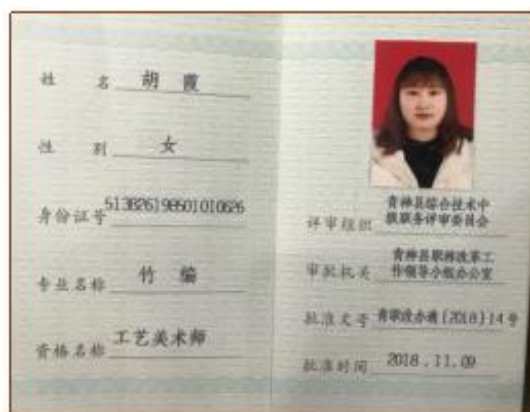 姓 名 胡 霞
性 别 女
身份证号 513826198501010626
专业名称 竹 编
资格名称 工艺美术师
评审组织 青神县综合技术中
级职务评审委员会
审批机关 青神县职称改革工
作领导小组办公室
批准文号 青职改办请(2018)14号
批准时间 2018.11.09